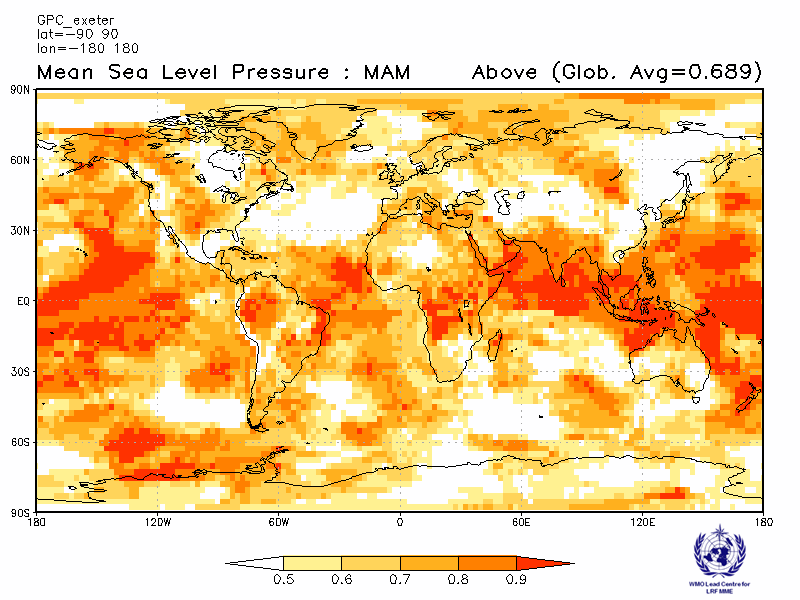 GPC_exeter
lat=-90 90
lon=-180 180
Mean Sea Level Pressure : MAM Above (Glob. Avg=0.689)
90N
60N
30N
EQ
30S
60S
90S
180 120W 60W 0 60E 120E 180
0.5 0.6 0.7 0.8 0.9
WMO Lead Centre for
LRF MME